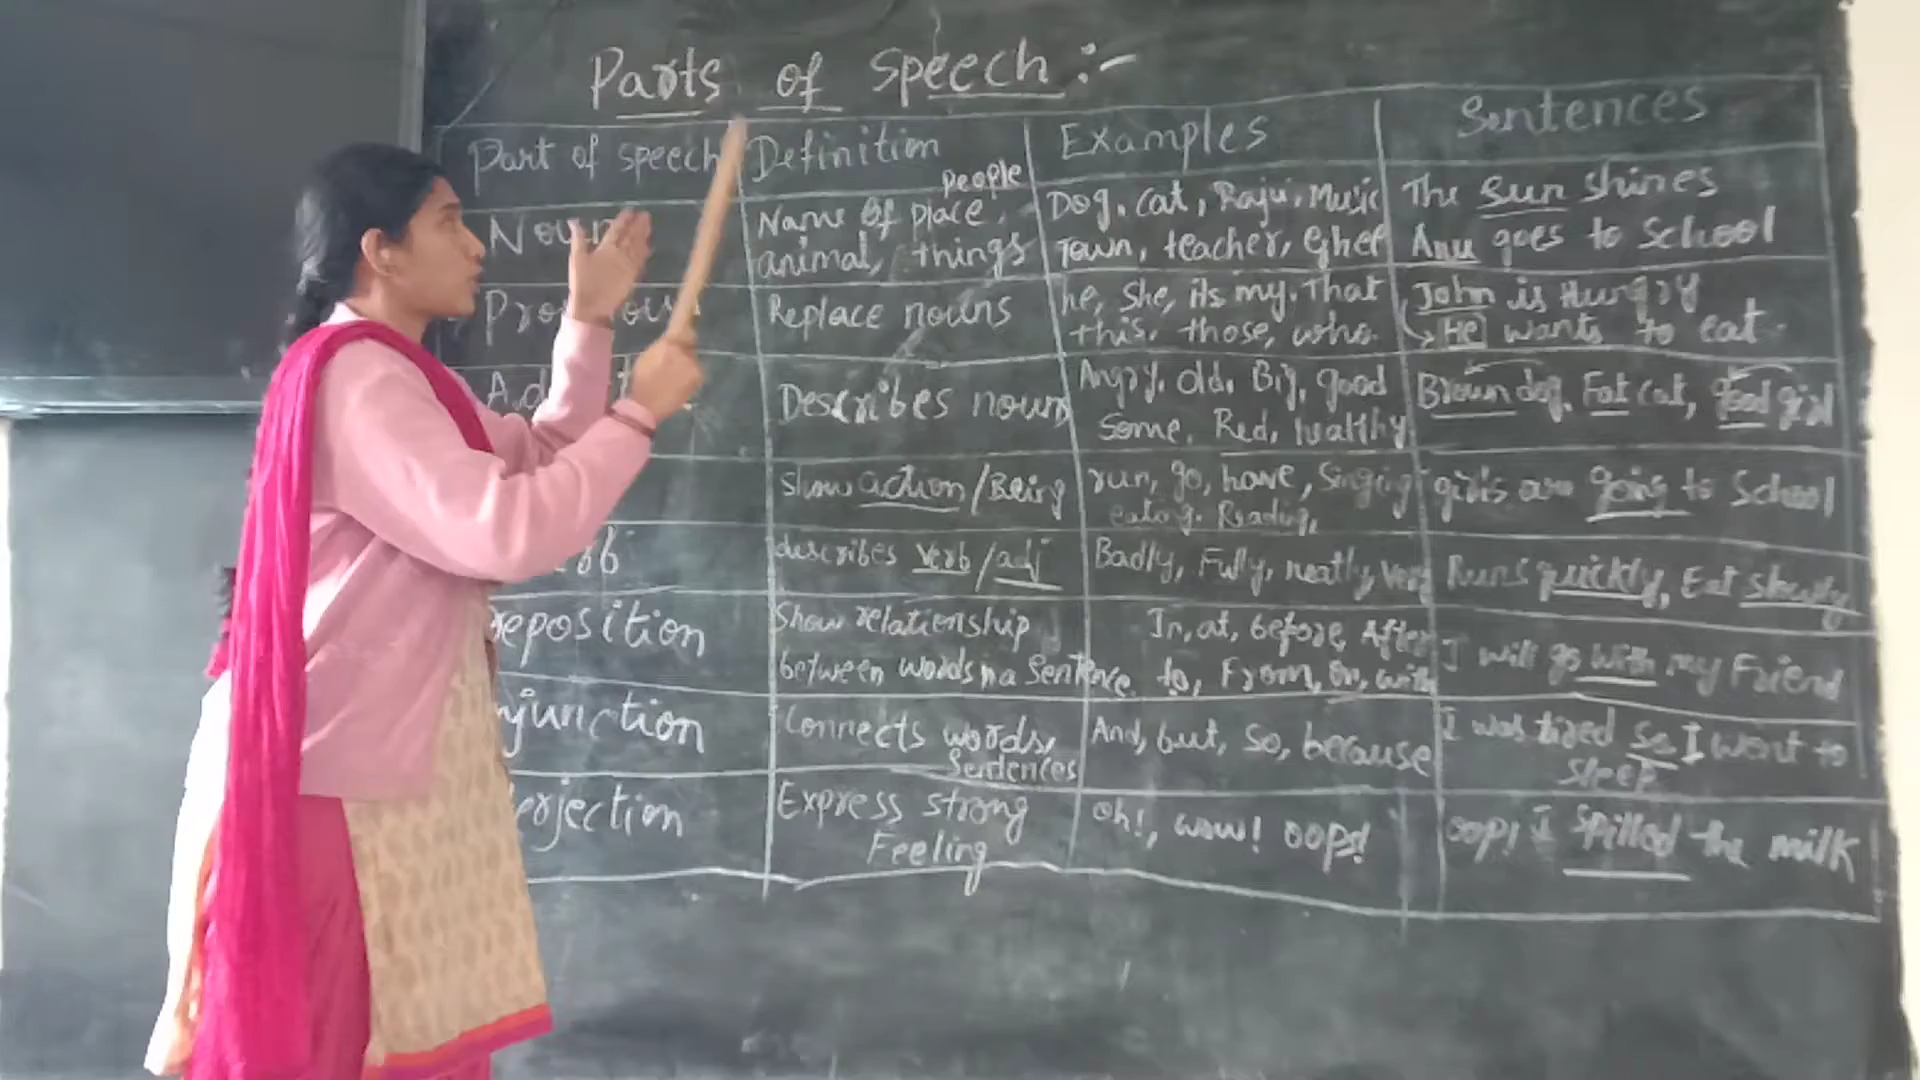 Parts of Speech :-
Part of speech Definition Examples Sentences
Noun Name of place, people Dog, cat, Raju, Music The Sun shines
animal, things Town, teacher, Ghee Anu goes to School
Replace nouns he, She, its my. That John is Hungry
this, those, who. He wants to eat.
Describes nouns Angry, Old, Big, good Brown dog, Fat cat, good girl
Some, Red, healthy
Show action/Being run, go, have, Singing girls are going to School
eating. Reading,
describes verb/adj Badly, Fully, neatly, Very Runs quickly, Eat slowly
Show relationship In, at, before, After I will go with my Friend
between words in a Sentence to, From, on, with
Connects words, And, but, So, because I was tired So I went to
Sentences Sleep
Express strong Oh!, wow! oops! oop! I Spilled the milk
Feeling